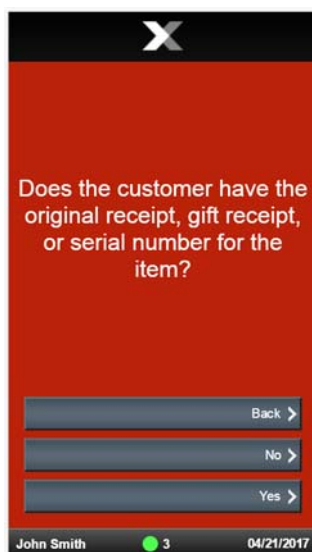 Does the customer have the
original receipt, gift receipt,
or serial number for the
item?
Back
No
Yes
John Smith 3 04/21/2017